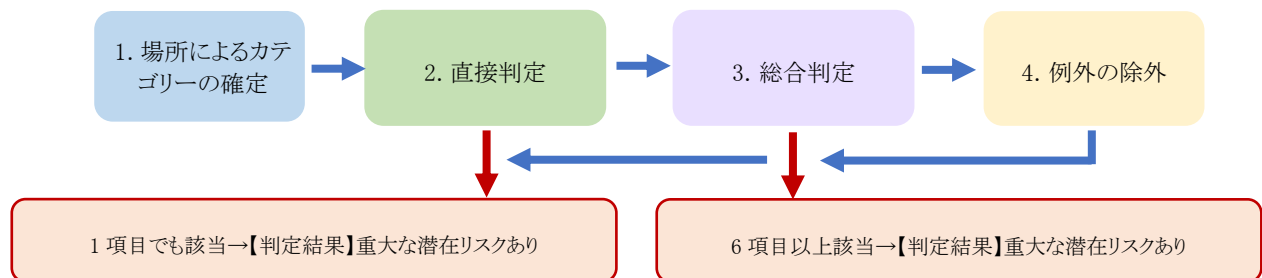 1. 場所によるカテ
ゴリーの確定
2. 直接判定
3. 総合判定
4. 例外の除外
1 項目でも該当→【判定結果】重大な潜在リスクあり
6 項目以上該当→【判定結果】重大な潜在リスクあり